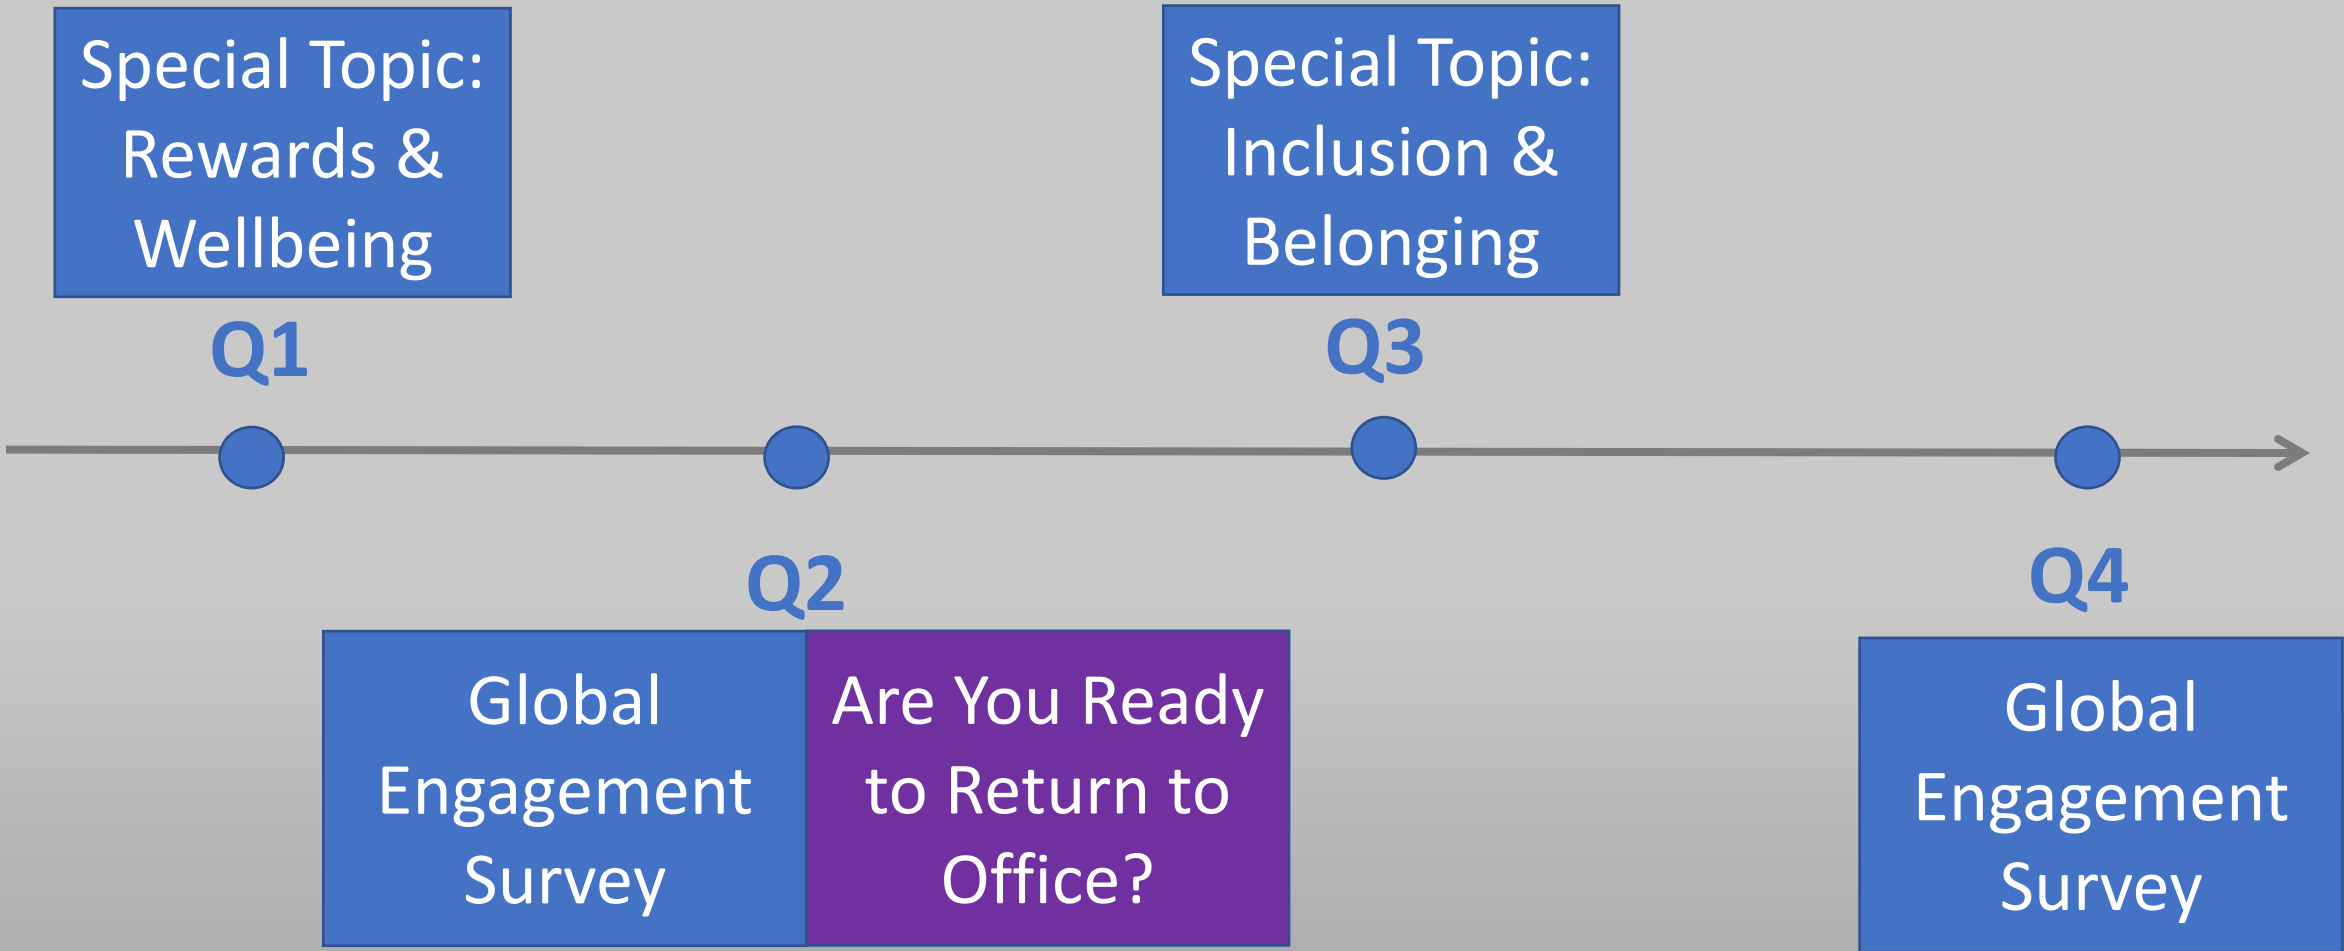 Special Topic:
Rewards &
Wellbeing
Q1
Special Topic:
Inclusion &
Belonging
Q3
Q2
Global
Engagement
Survey
Are You Ready
to Return to
Office?
Q4
Global
Engagement
Survey